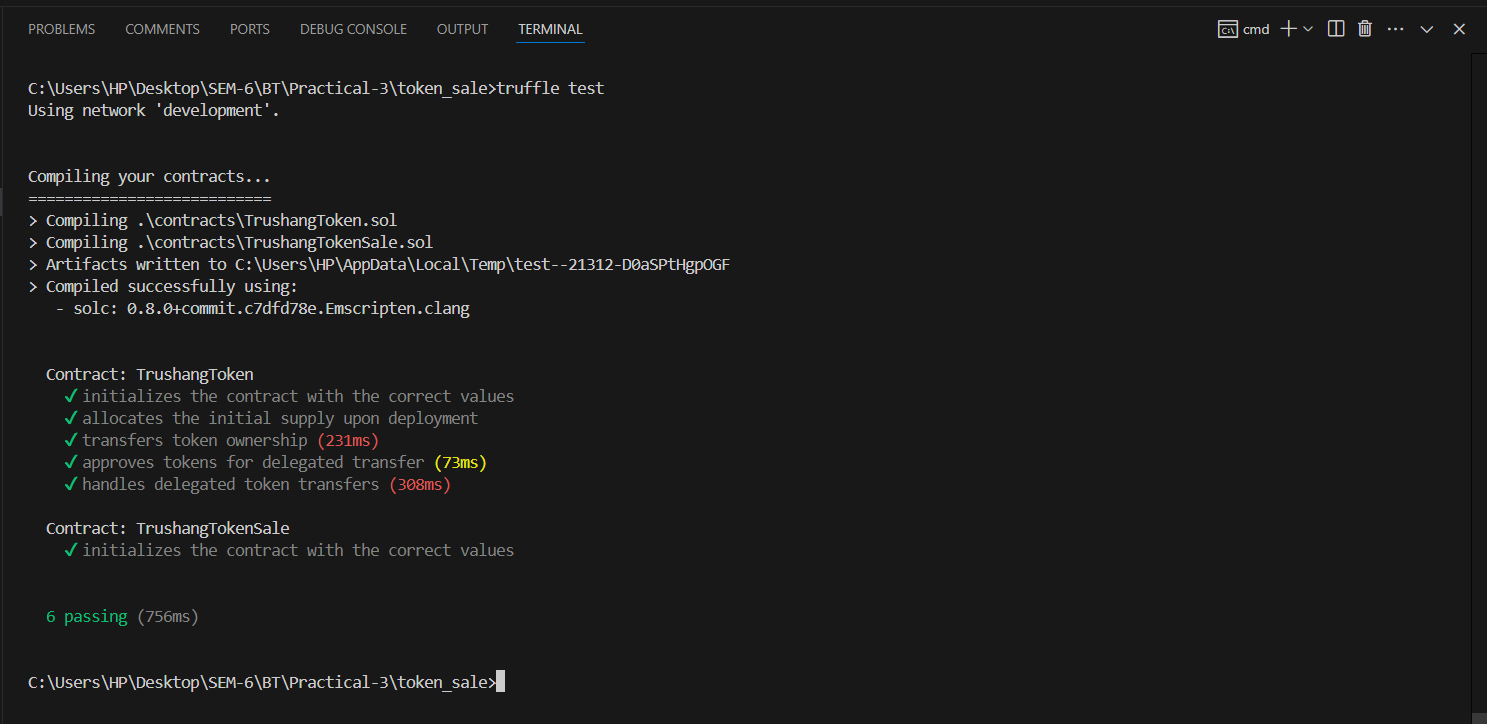 PROBLEMS COMMENTS PORTS DEBUG CONSOLE OUTPUT TERMINAL cmd
C:\Users\HP\Desktop\SEM-6\BT\Practical-3\token_sale>truffle test
Using network 'development'.
Compiling your contracts...
===========================
> Compiling .\contracts\TrushangToken.sol
> Compiling .\contracts\TrushangTokenSale.sol
> Artifacts written to C:\Users\HP\AppData\Local\Temp\test--21312-D0aSPtHgpOGF
> Compiled successfully using:
- solc: 0.8.0+commit.c7dfd78e.Emscripten.clang
Contract: TrushangToken
✓ initializes the contract with the correct values
✓ allocates the initial supply upon deployment
✓ transfers token ownership (231ms)
✓ approves tokens for delegated transfer (73ms)
✓ handles delegated token transfers (308ms)
Contract: TrushangTokenSale
✓ initializes the contract with the correct values
6 passing (756ms)
C:\Users\HP\Desktop\SEM-6\BT\Practical-3\token_sale>